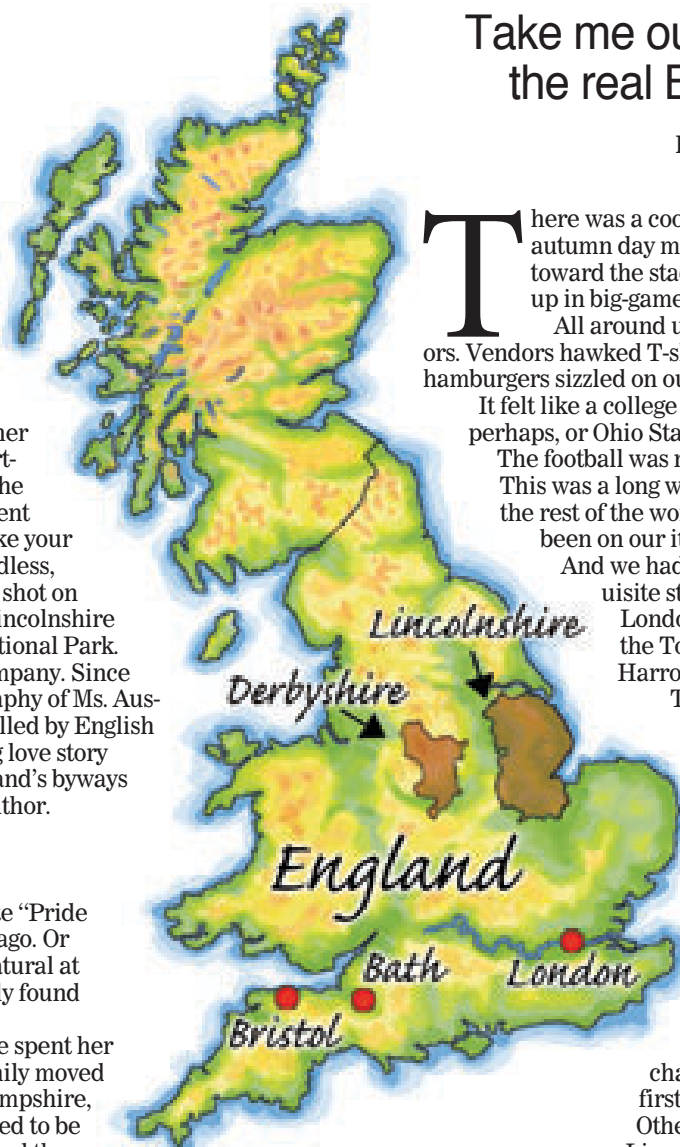 Take me ou
the real E
There was a coo
autumn day m
toward the stad
up in big-game
All around u
ors. Vendors hawked T-sh
hamburgers sizzled on ou
It felt like a college
perhaps, or Ohio Sta
The football was r
This was a long w
the rest of the wor
been on our it
And we had
uisite st
Londo
the To
Harro
T
her
rt-
he
ent
ke your
dless,
shot on
incolnshire
tional Park.
mpany. Since
phy of Ms. Aus-
lled by English
g love story
and's byways
thor.
e “Pride
ago. Or
tural at
ly found
e spent her
ily moved
mpshire,
ed to be
Lincolnshire
Derbyshire
England
Bath
London
Bristol
cha
first
Othe